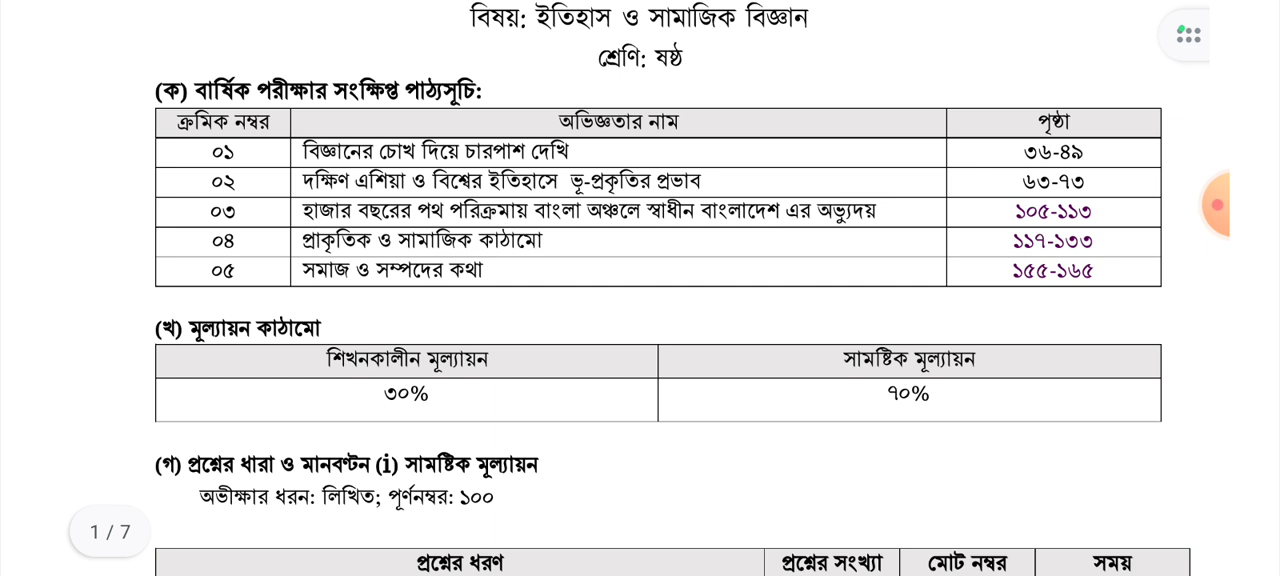 বিষয়: ইতিহাস ও সামাজিক বিজ্ঞান
শ্রেণি: ষষ্ঠ
(ক) বার্ষিক পরীক্ষার সংক্ষিপ্ত পাঠ্যসূচি:
ক্রমিক নম্বর অভিজ্ঞতার নাম পৃষ্ঠা
০১ বিজ্ঞানের চোখ দিয়ে চারপাশ দেখি ৩৬-৪৯
০২ দক্ষিণ এশিয়া ও বিশ্বের ইতিহাসে ভূ-প্রকৃতির প্রভাব ৬৩-৭৩
০৩ হাজার বছরের পথ পরিক্রমায় বাংলা অঞ্চলে স্বাধীন বাংলাদেশ এর অভ্যুদয় ১০৫-১১৩
০৪ প্রাকৃতিক ও সামাজিক কাঠামো ১১৭-১৩৩
০৫ সমাজ ও সম্পদের কথা ১৫৫-১৬৫
(খ) মূল্যায়ন কাঠামো
শিখনকালীন মূল্যায়ন সামষ্টিক মূল্যায়ন
৩০% ৭০%
(গ) প্রশ্নের ধারা ও মানবণ্টন (i) সামষ্টিক মূল্যায়ন
অভীক্ষার ধরন: লিখিত; পূর্ণনম্বর: ১০০
1 / 7
প্রশ্নের ধরণ প্রশ্নের সংখ্যা মোট নম্বর সময়